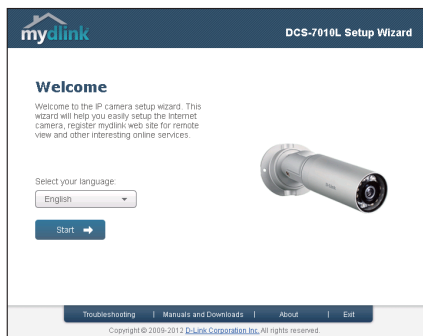 mydlink
DCS-7010L Setup Wizard
Welcome
Welcome to the IP camera setup wizard. This
wizard will help you easily setup the Internet
camera, register mydlink web site for remote
view and other interesting online services.
Select your language:
English
Start
Troubleshooting | Manuals and Downloads | About | Exit
Copyright © 2009-2012 D-Link Corporation Inc. All rights reserved.